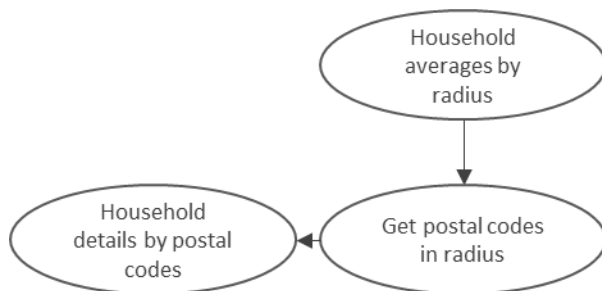 Household
averages by
radius
Household
details by postal
codes
Get postal codes
in radius